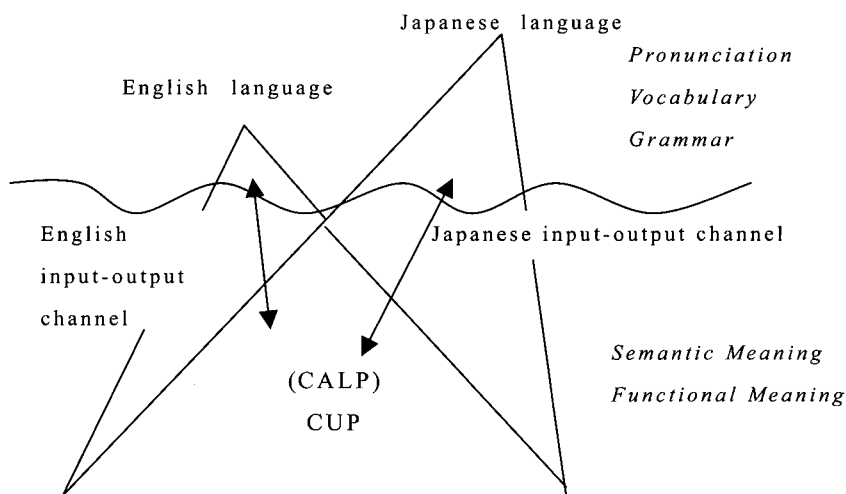 Japanese language
English language
Pronunciation
Vocabulary
Grammar
English
input-output
channel
Japanese input-output channel
(CALP)
CUP
Semantic Meaning
Functional Meaning